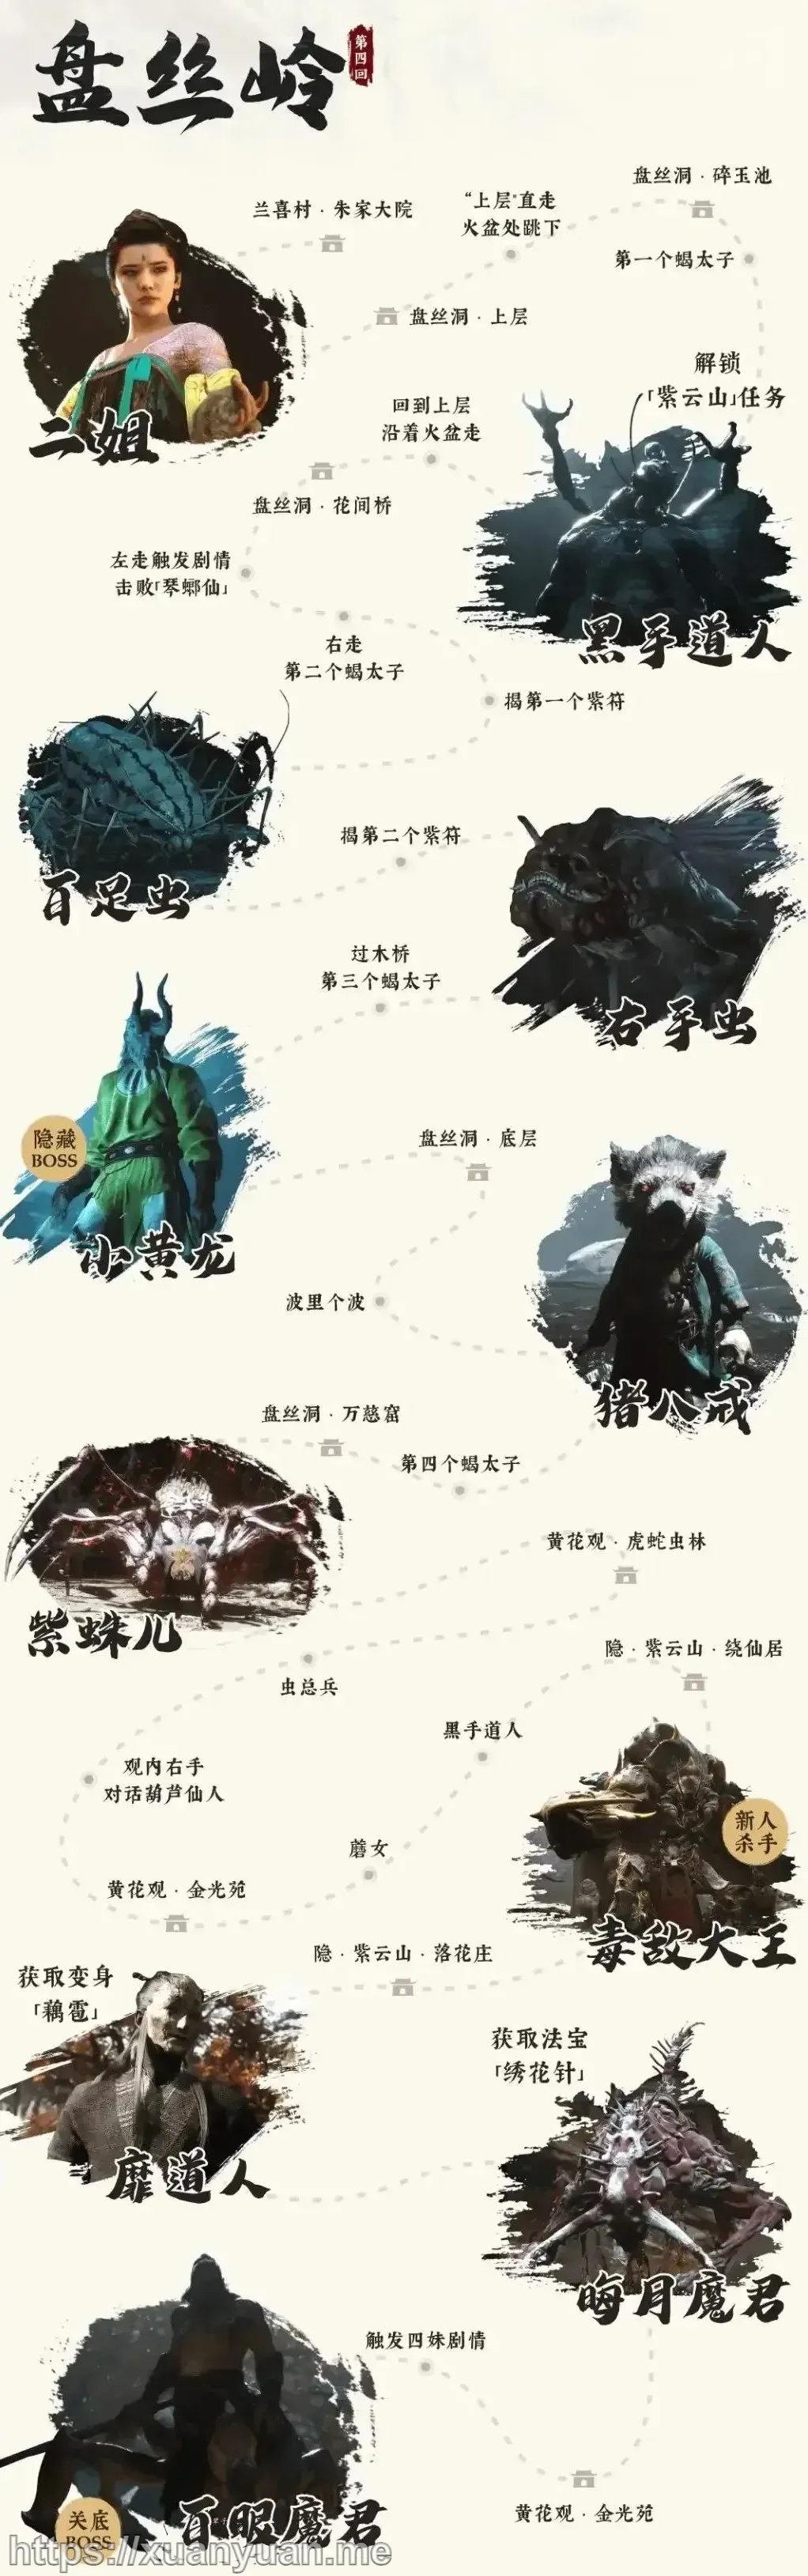 盘丝岭
第四回
兰喜村·朱家大院
二姐
盘丝洞·上层
“上层”直走
火盆处跳下
盘丝洞·碎玉池
第一个蝎太子
解锁
「紫云山」任务
黑手道人
回到上层
沿着火盆走
盘丝洞·花间桥
左走触发剧情
击败「琴螂仙」
右走
第二个蝎太子
揭第一个紫符
百足虫
揭第二个紫符
右手虫
过木桥
第三个蝎太子
隐藏
BOSS
小黄龙
盘丝洞·底层
波里个波
猪八戒
第四个蝎太子
盘丝洞·万慈窟
紫蛛儿
黄花观·虎蛇虫林
虫总兵
观内右手
对话葫芦仙人
黄花观·金光苑
蘑女
黑手道人
隐·紫云山·绕仙居
新人
杀手
毒敌大王
隐·紫云山·落花庄
获取变身
「藕雹」
靡道人
获取法宝
「绣花针」
晦月魔君
黄花观·金光苑
触发四妹剧情
关底
BOSS
百眼魔君
https://xuanyuan.me